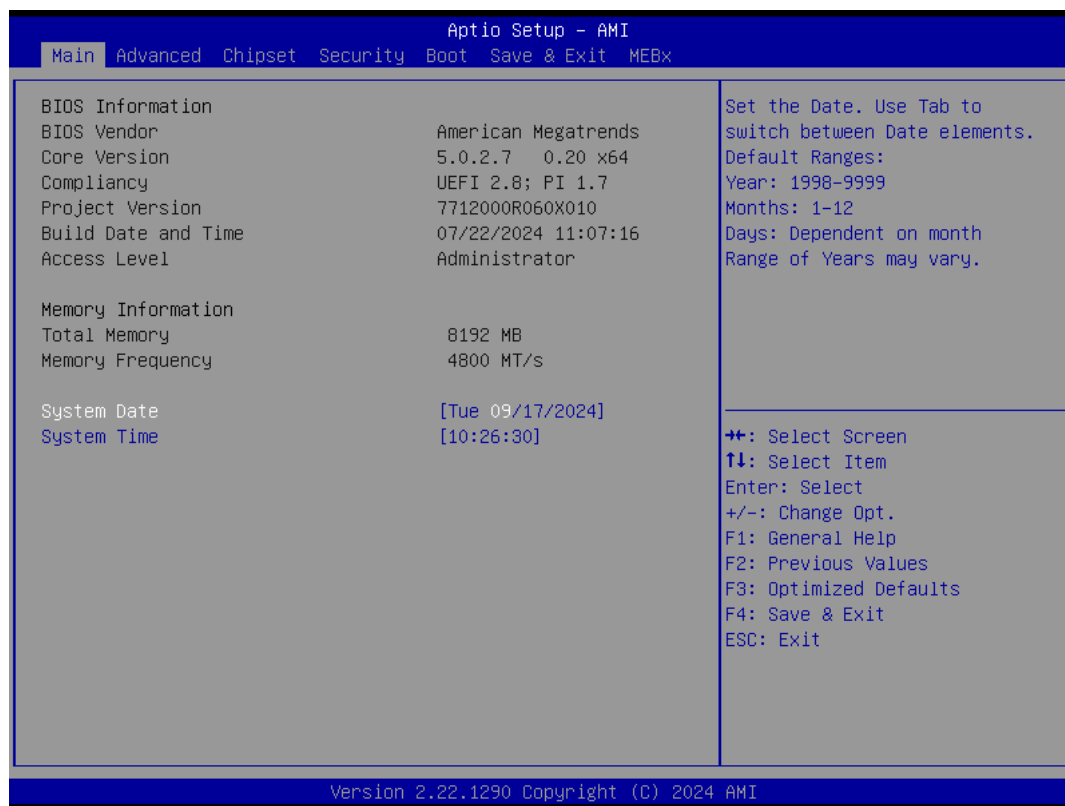 Aptio Setup – AMI
Main Advanced Chipset Security Boot Save & Exit MEBx
BIOS Information
BIOS Vendor American Megatrends
Core Version 5.0.2.7 0.20 x64
Compliancy UEFI 2.8; PI 1.7
Project Version 7712000R060X010
Build Date and Time 07/22/2024 11:07:16
Access Level Administrator
Memory Information
Total Memory 8192 MB
Memory Frequency 4800 MT/s
System Date [Tue 09/17/2024]
System Time [10:26:30]
Set the Date. Use Tab to
switch between Date elements.
Default Ranges:
Year: 1998-9999
Months: 1-12
Days: Dependent on month
Range of Years may vary.
→←: Select Screen
↑↓: Select Item
Enter: Select
+/-: Change Opt.
F1: General Help
F2: Previous Values
F3: Optimized Defaults
F4: Save & Exit
ESC: Exit
Version 2.22.1290 Copyright (C) 2024 AMI